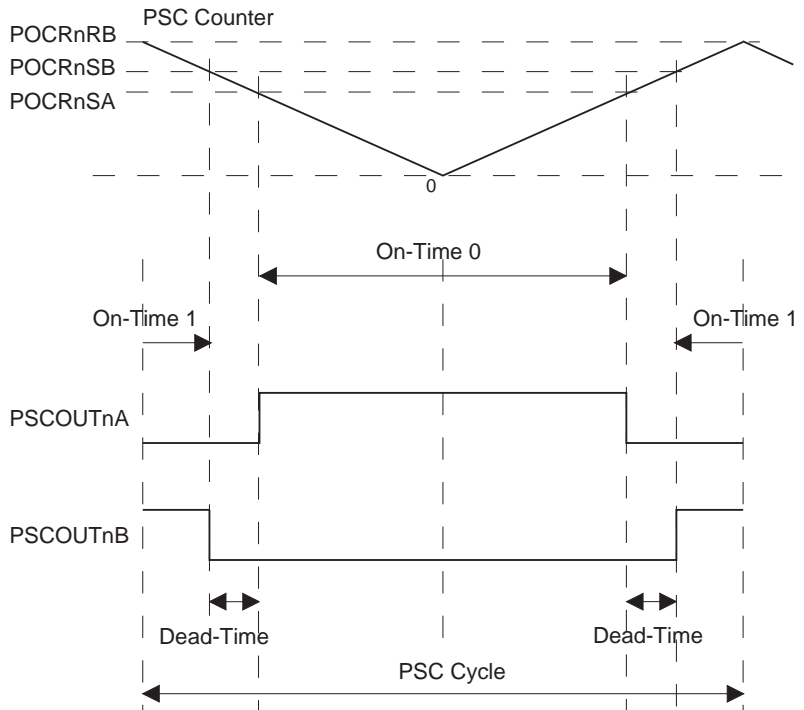 PSC Counter
POCRnRB
POCRnSB
POCRnSA
0
On-Time 0
On-Time 1
On-Time 1
PSCOUTnA
PSCOUTnB
Dead-Time
Dead-Time
PSC Cycle